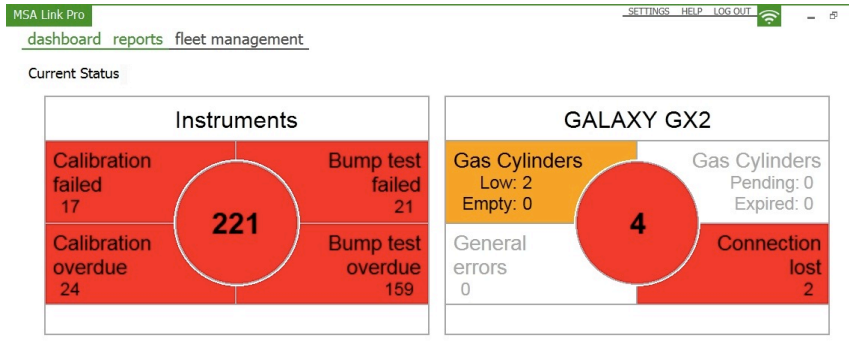 MSA Link Pro
SETTINGS HELP LOG OUT
dashboard reports fleet management
Current Status
Instruments
Calibration
failed
17
Bump test
failed
21
221
Calibration
overdue
24
Bump test
overdue
159
GALAXY GX2
Gas Cylinders
Low: 2
Empty: 0
Gas Cylinders
Pending: 0
Expired: 0
4
General
errors
0
Connection
lost
2